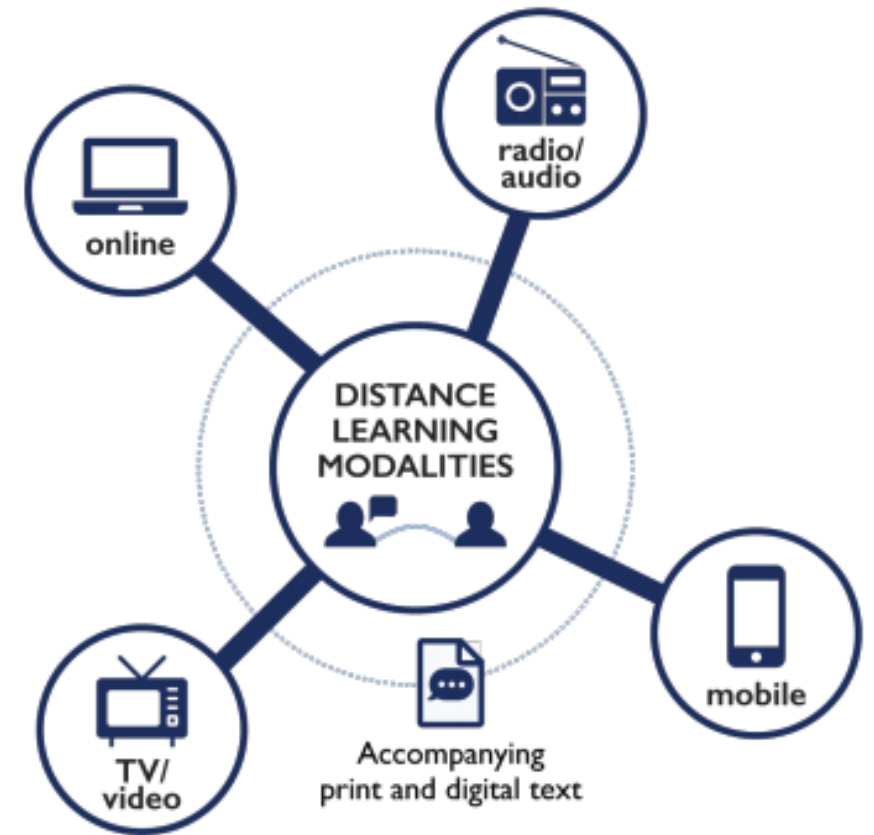 radio/
audio
online
DISTANCE
LEARNING
MODALITIES
mobile
TV/
video
Accompanying
print and digital text